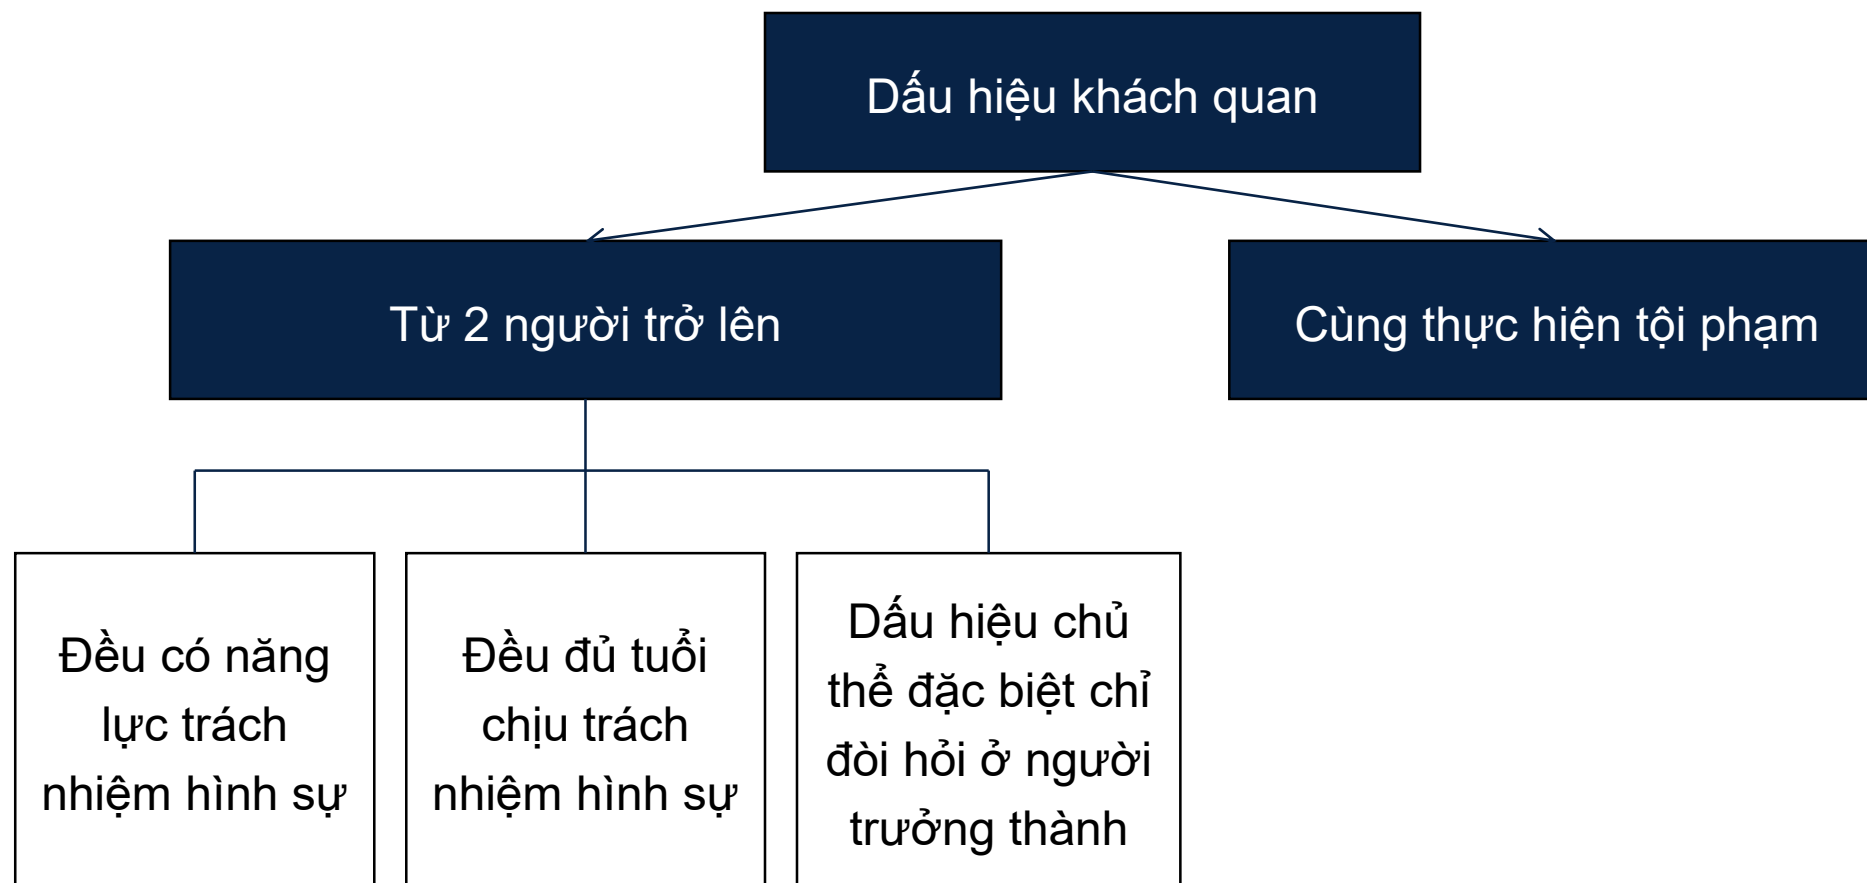 Dấu hiệu khách quan
Từ 2 người trở lên
Cùng thực hiện tội phạm
Đều có năng
lực trách
nhiệm hình sự
Đều đủ tuổi
chịu trách
nhiệm hình sự
Dấu hiệu chủ
thể đặc biệt chỉ
đòi hỏi ở người
trưởng thành